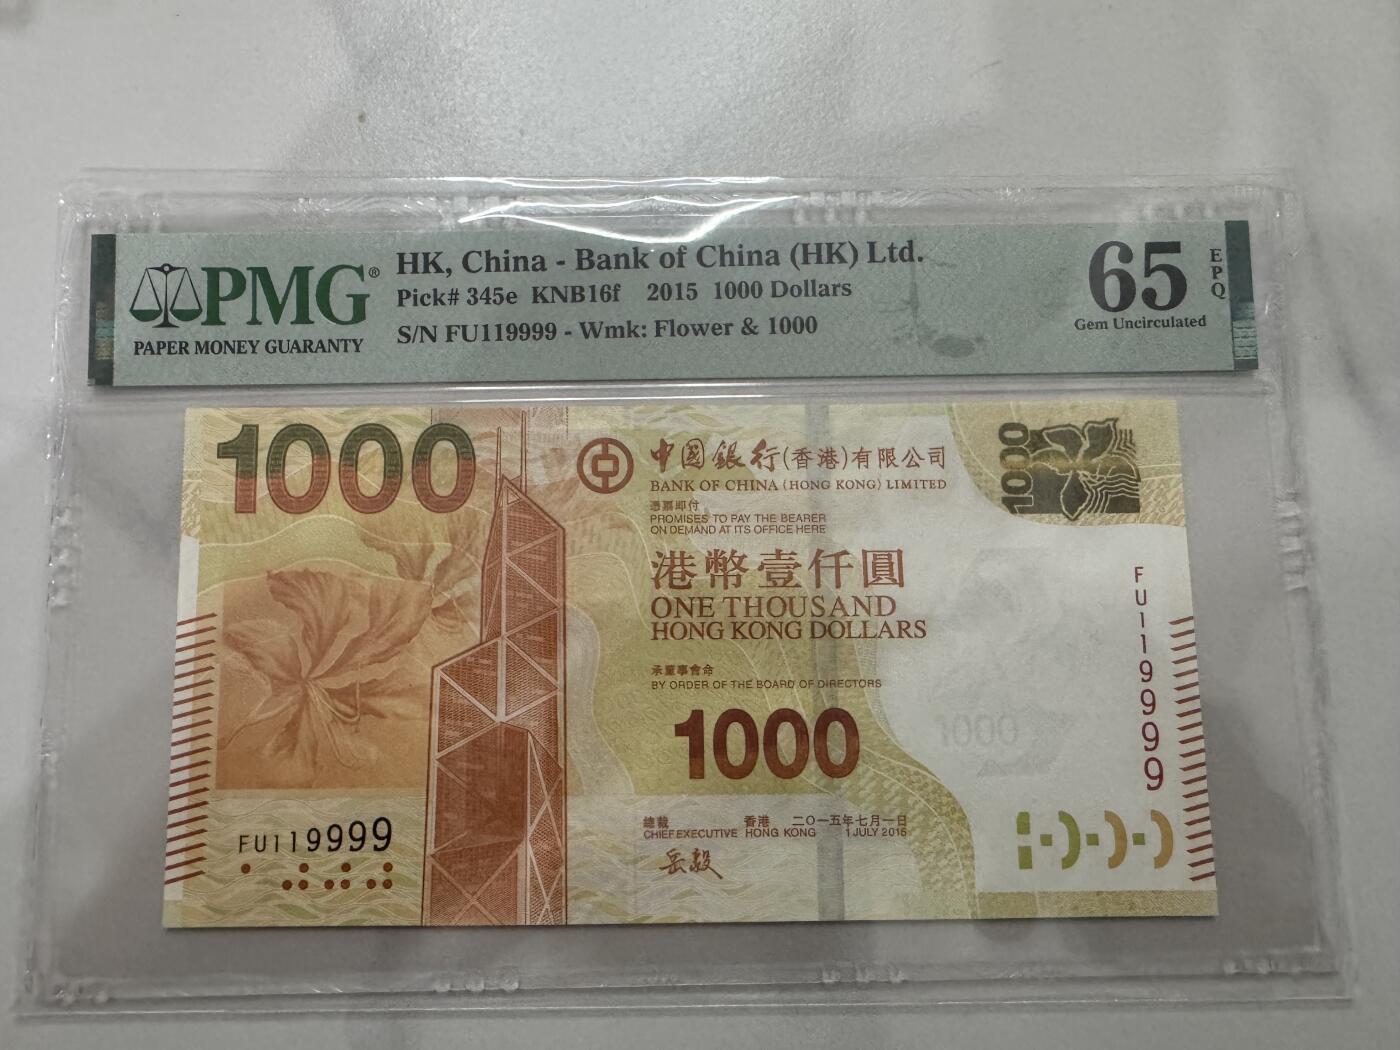 PMG®
PAPER MONEY GUARANTY
HK, China - Bank of China (HK) Ltd.
Pick# 345e KNB16f 2015 1000 Dollars
S/N FU119999 - Wmk: Flower & 1000
65
EPQ
Gem Uncirculated
1000
中國銀行(香港)有限公司
BANK OF CHINA (HONG KONG) LIMITED
憑票即付
PROMISES TO PAY THE BEARER
ON DEMAND AT ITS OFFICE HERE
港幣壹仟圓
ONE THOUSAND
HONG KONG DOLLARS
承董事會命
BY ORDER OF THE BOARD OF DIRECTORS
1000
總裁 香港 二〇一五年七月一日
CHIEF EXECUTIVE HONG KONG 1 JULY 2015
岳毅
FU119999
1000
FU119999
1000